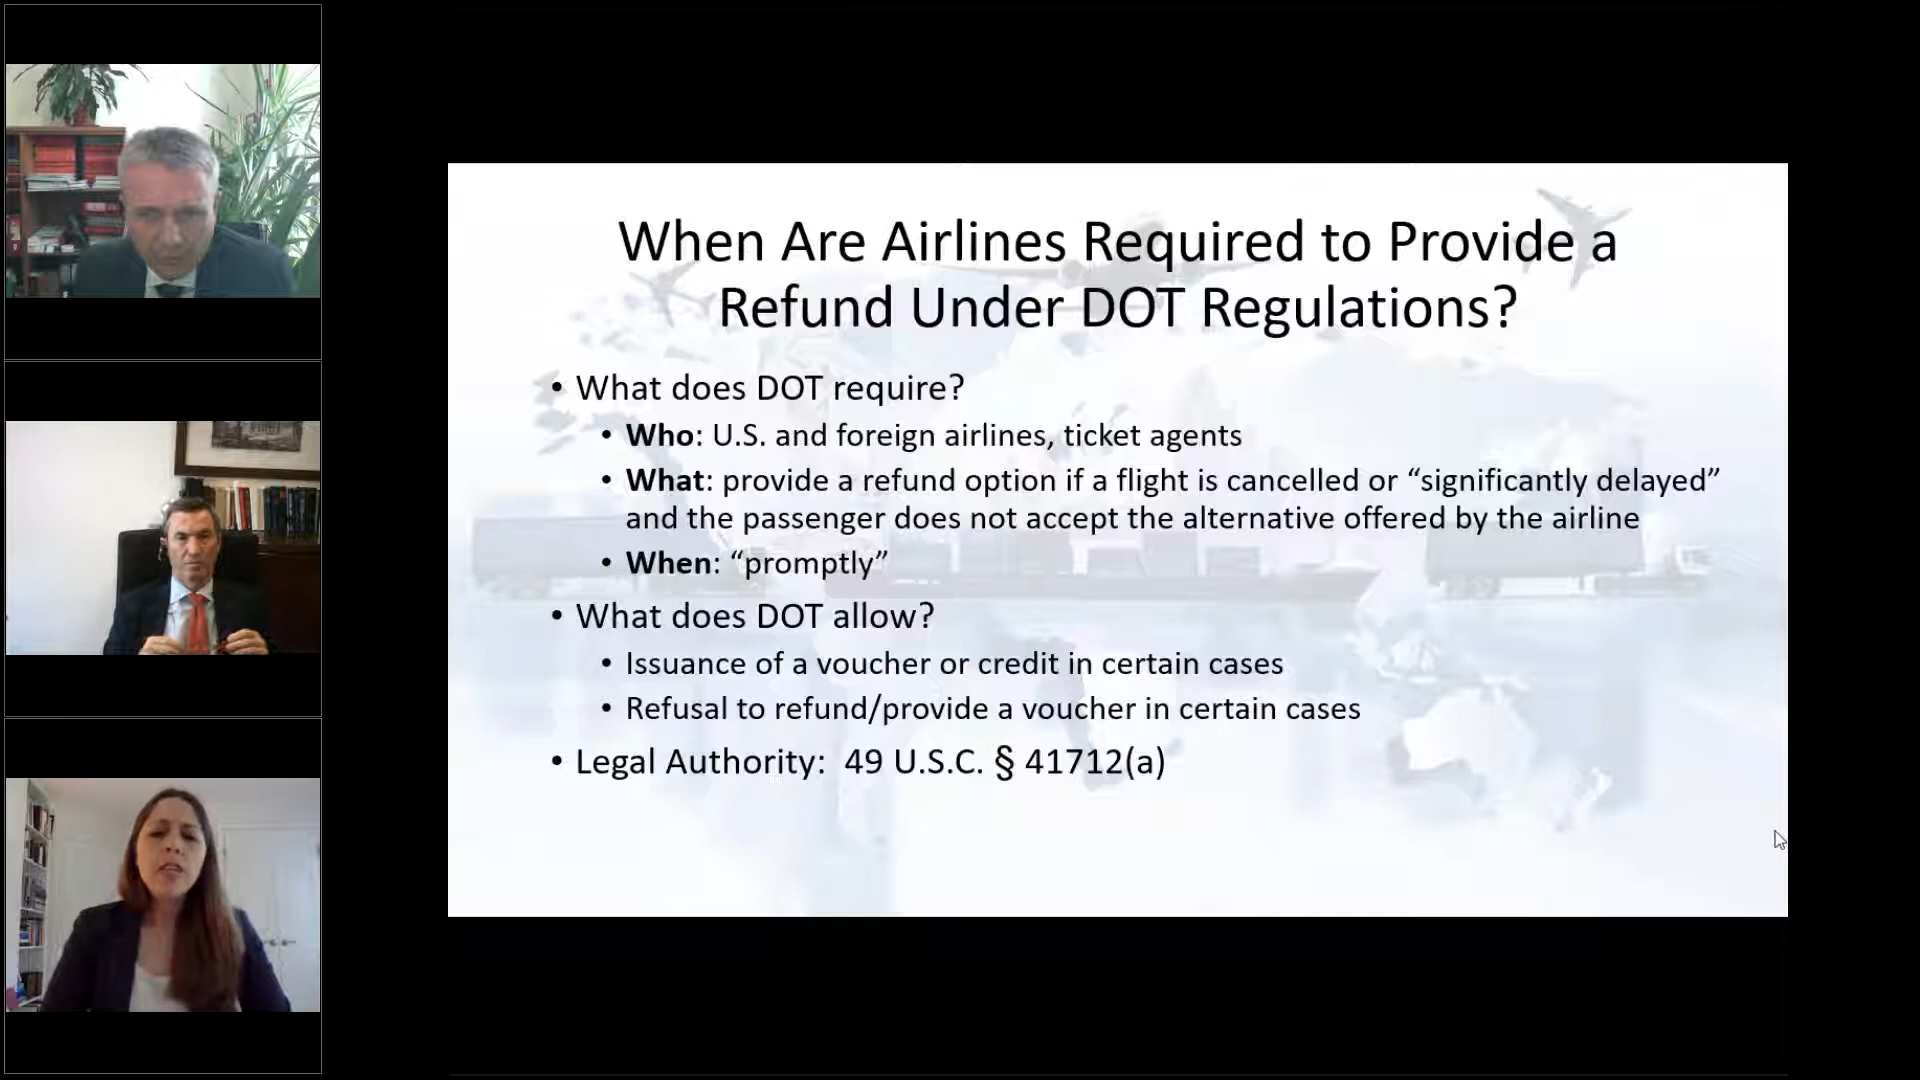 When Are Airlines Required to Provide a
Refund Under DOT Regulations?
• What does DOT require?
• Who: U.S. and foreign airlines, ticket agents
• What: provide a refund option if a flight is cancelled or “significantly delayed”
and the passenger does not accept the alternative offered by the airline
• When: “promptly”
• What does DOT allow?
• Issuance of a voucher or credit in certain cases
• Refusal to refund/provide a voucher in certain cases
• Legal Authority:  49 U.S.C. § 41712(a)